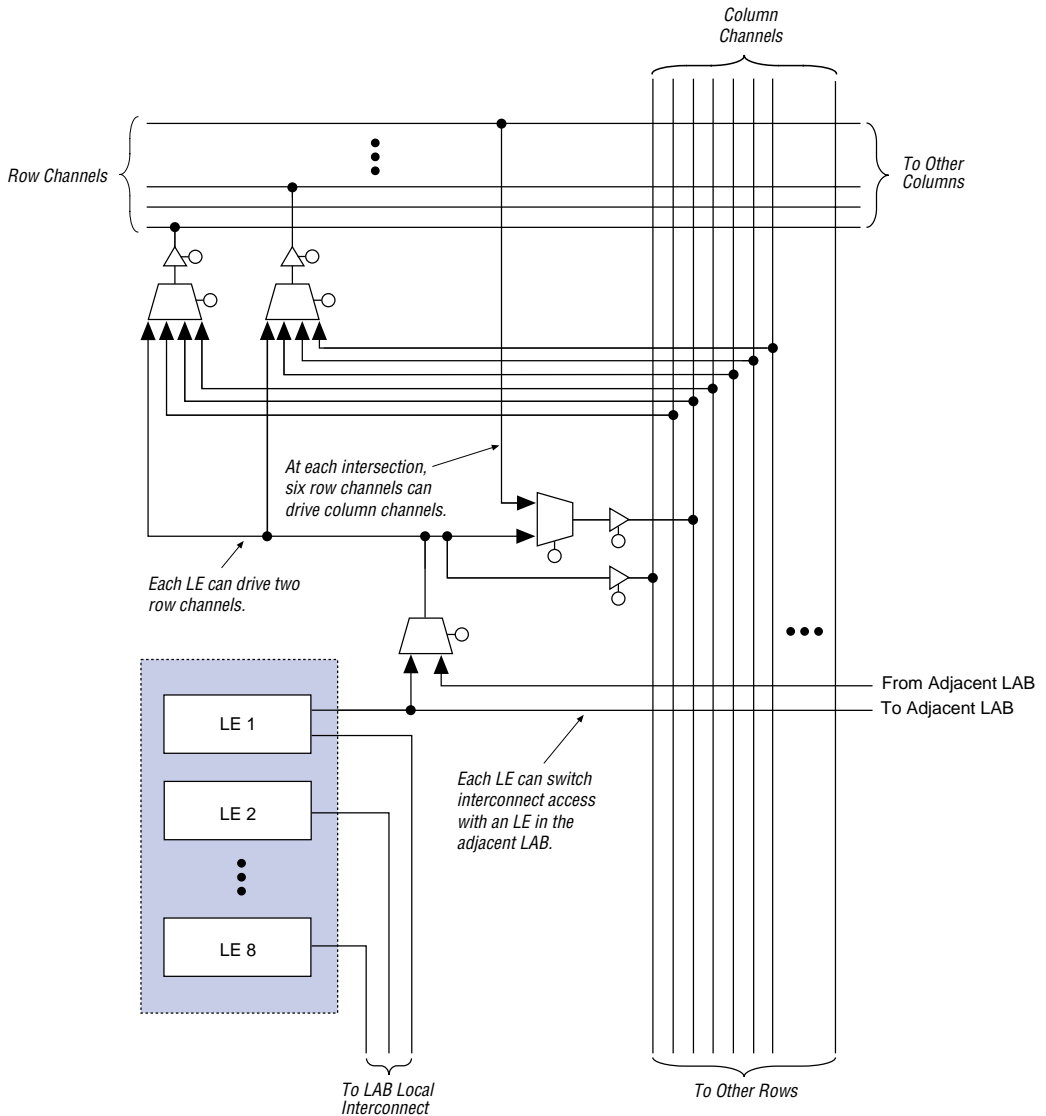 Column
Channels
Row Channels
To Other
Columns
At each intersection,
six row channels can
drive column channels.
Each LE can drive two
row channels.
From Adjacent LAB
To Adjacent LAB
LE 1
Each LE can switch
interconnect access
with an LE in the
adjacent LAB.
LE 2
LE 8
To LAB Local
Interconnect
To Other Rows